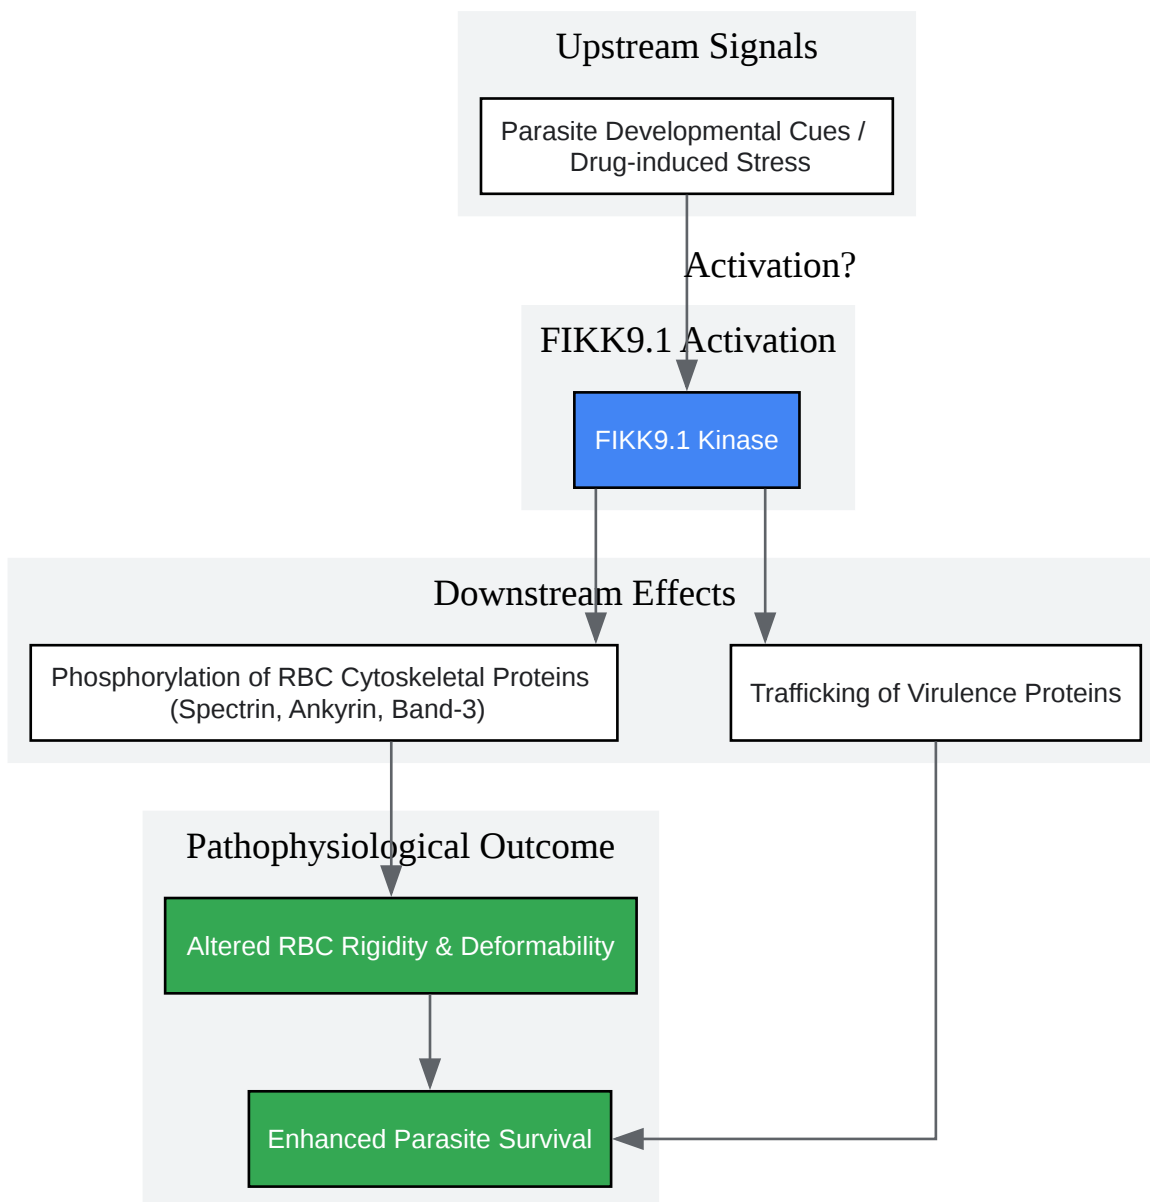 Upstream Signals
Parasite Developmental Cues /
Drug-induced Stress
Activation?
FIKK9.1 Activation
FIKK9.1 Kinase
Downstream Effects
Phosphorylation of RBC Cytoskeletal Proteins
(Spectrin, Ankyrin, Band-3)
Trafficking of Virulence Proteins
Pathophysiological Outcome
Altered RBC Rigidity & Deformability
Enhanced Parasite Survival